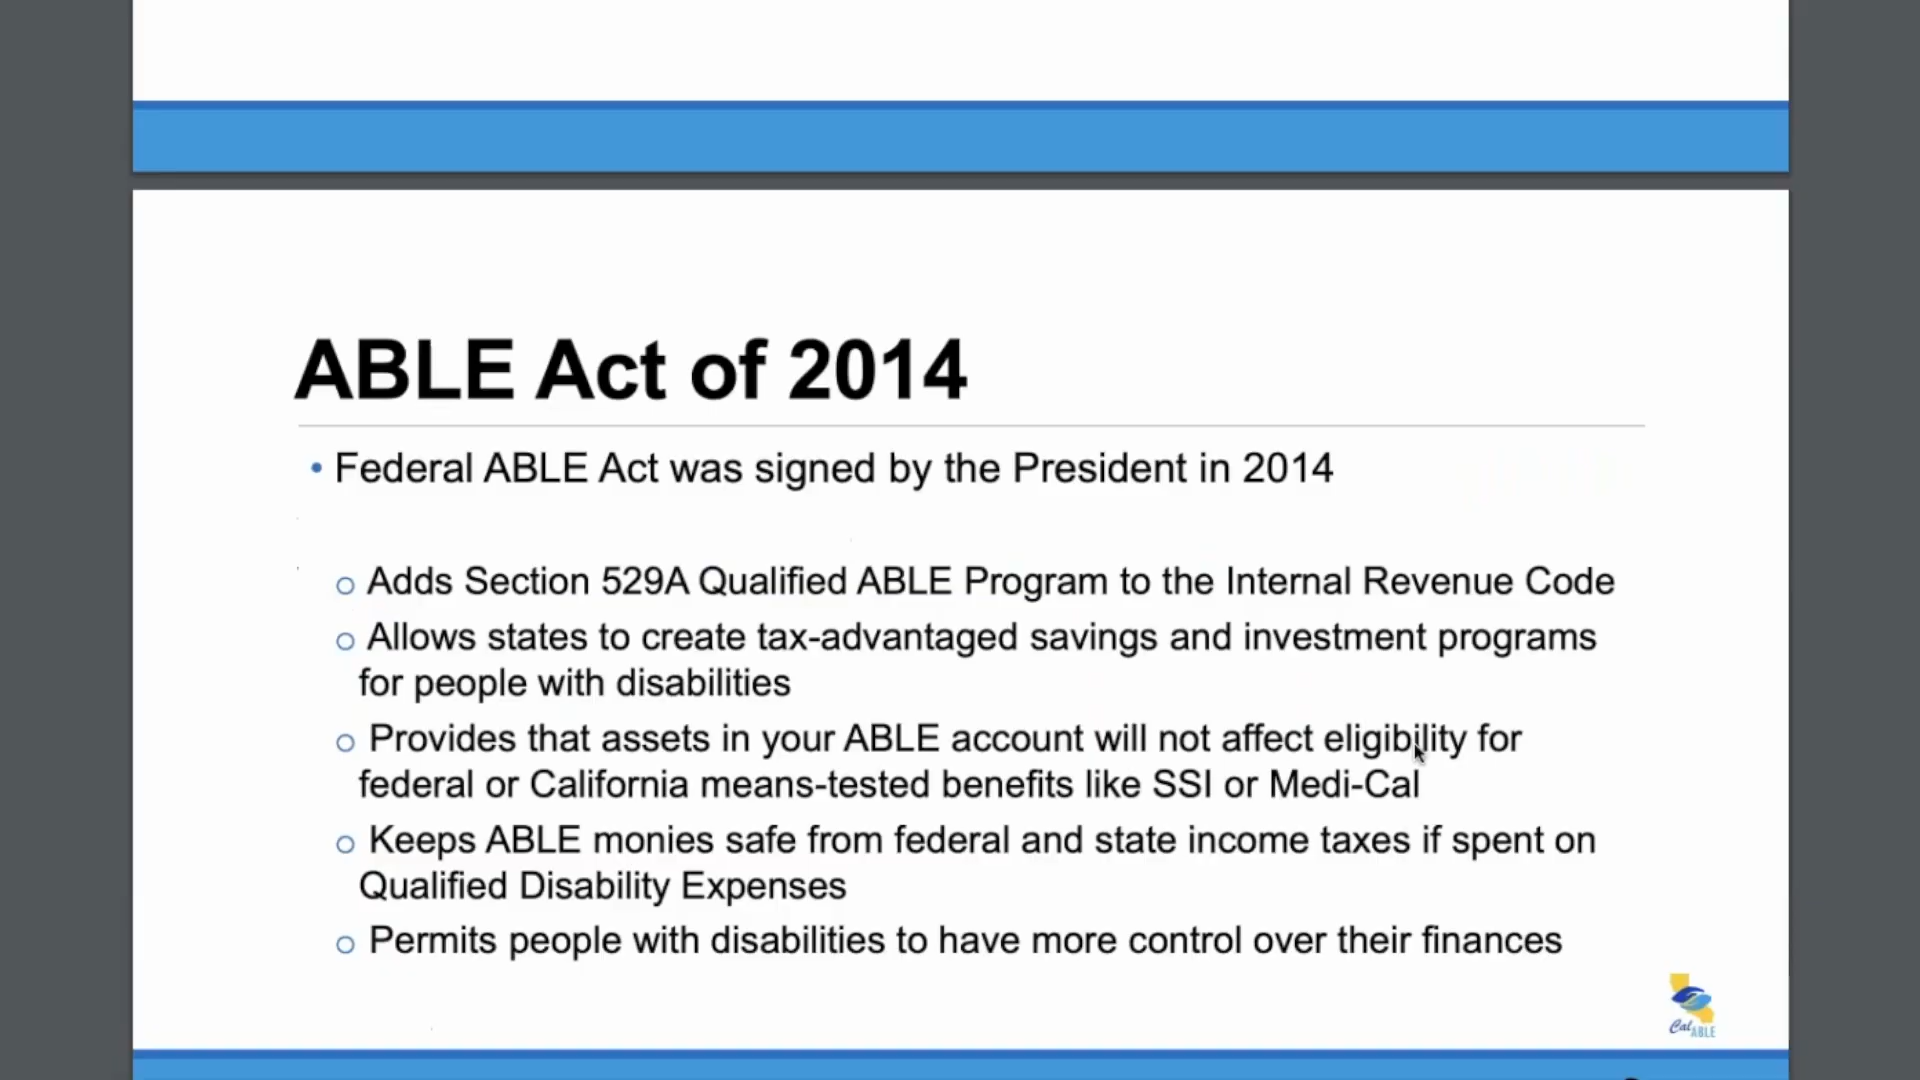 ABLE Act of 2014
• Federal ABLE Act was signed by the President in 2014
o Adds Section 529A Qualified ABLE Program to the Internal Revenue Code
o Allows states to create tax-advantaged savings and investment programs
for people with disabilities
o Provides that assets in your ABLE account will not affect eligibility for
federal or California means-tested benefits like SSI or Medi-Cal
o Keeps ABLE monies safe from federal and state income taxes if spent on
Qualified Disability Expenses
o Permits people with disabilities to have more control over their finances
Cal ABLE